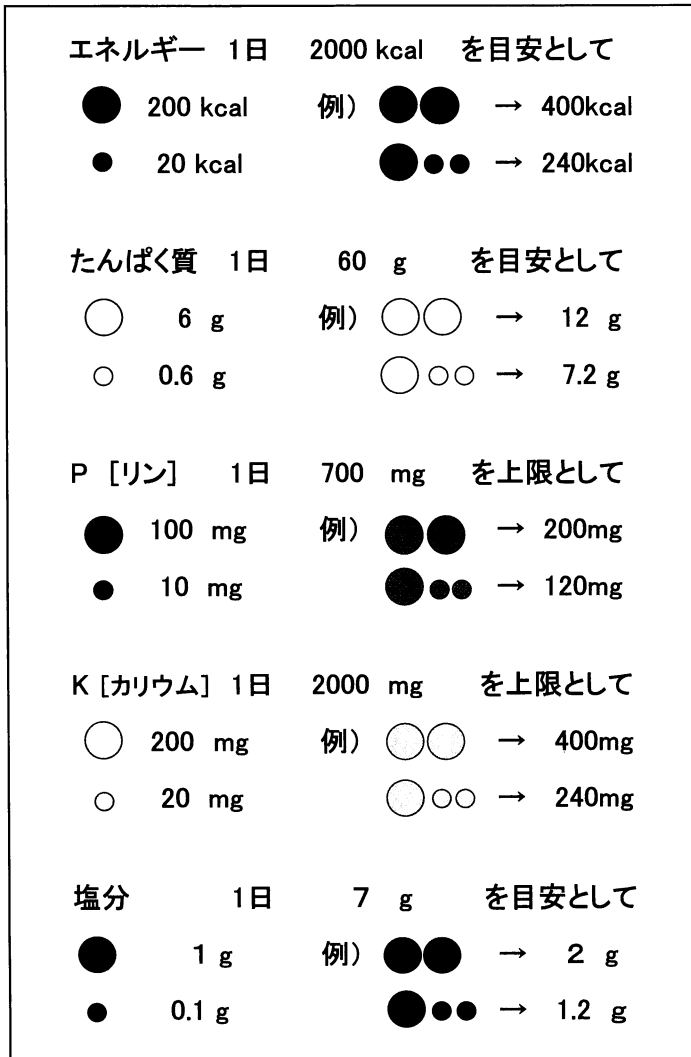 エネルギー 1日 2000 kcal を目安として
● 200 kcal 例） ●● → 400kcal
● 20 kcal ●●● → 240kcal
たんぱく質 1日 60 g を目安として
○ 6 g 例） ○○ → 12 g
○ 0.6 g ○○○ → 7.2 g
P [リン] 1日 700 mg を上限として
● 100 mg 例） ●● → 200mg
● 10 mg ●●● → 120mg
K [カリウム] 1日 2000 mg を上限として
○ 200 mg 例） ○○ → 400mg
○ 20 mg ○○○ → 240mg
塩分 1日 7 g を目安として
● 1 g 例） ●● → 2 g
● 0.1 g ●●● → 1.2 g